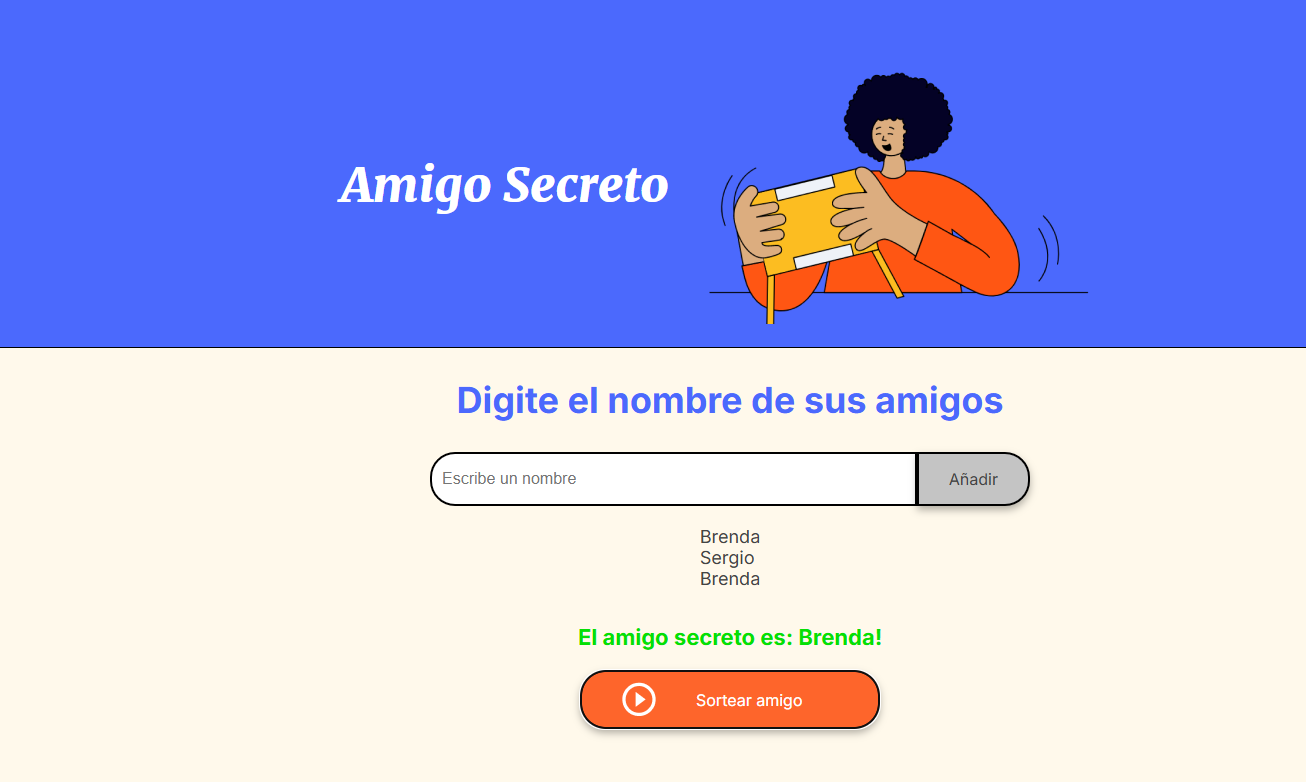 Amigo Secreto
Digite el nombre de sus amigos
Escribe un nombre
Añadir
Brenda
Sergio
Brenda
El amigo secreto es: Brenda!
Sortear amigo